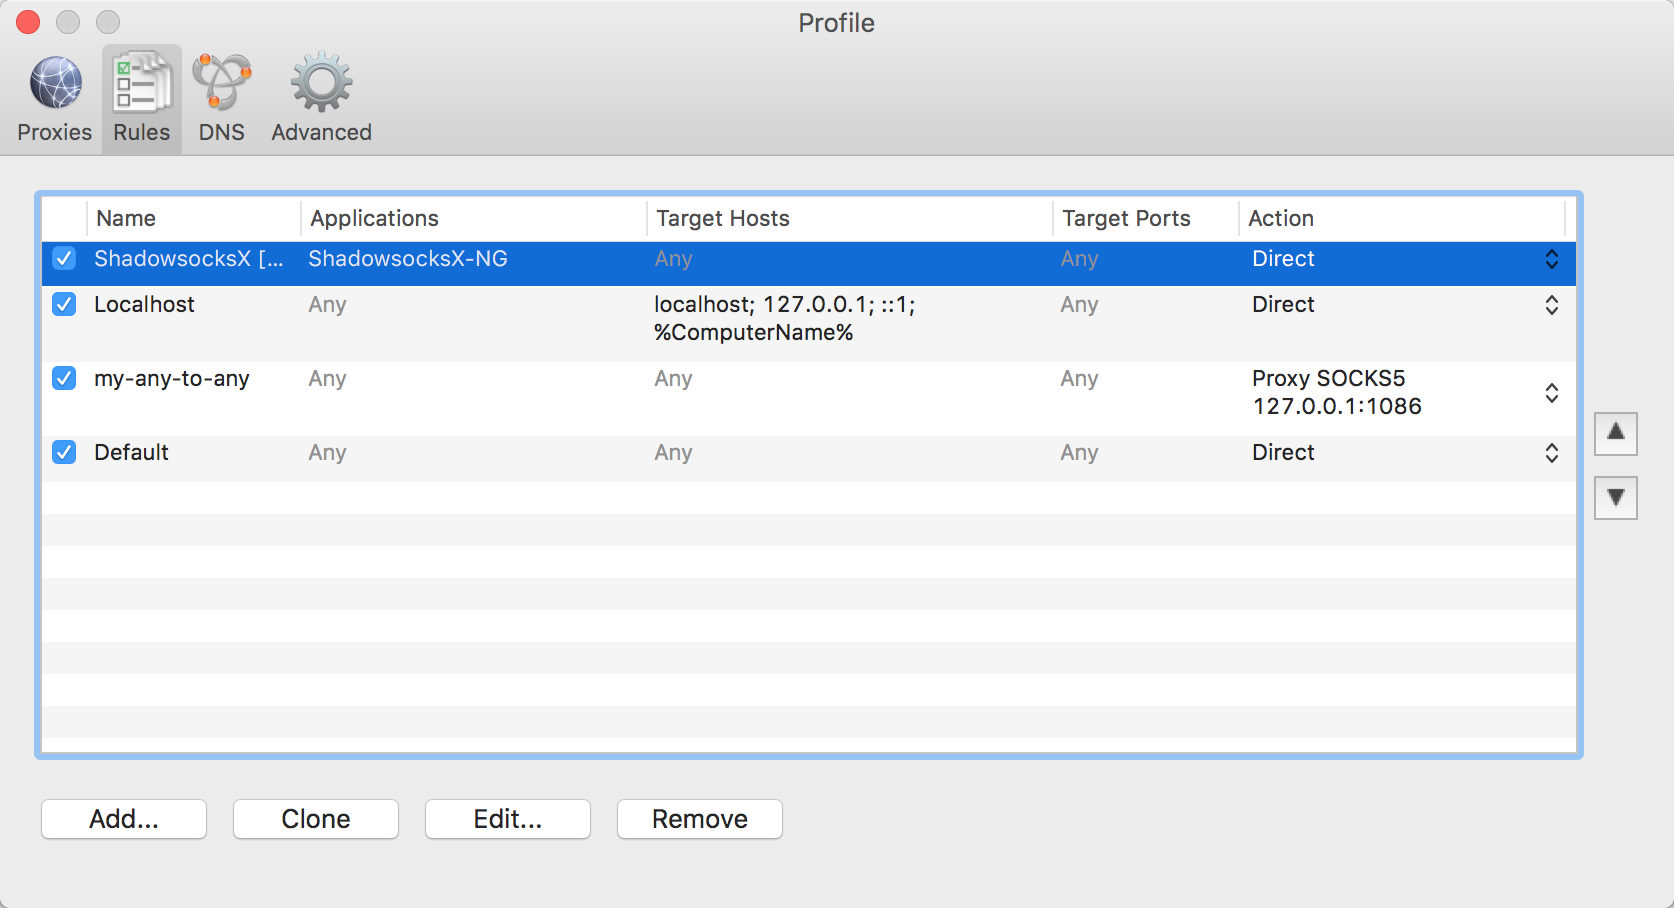 Profile
Proxies Rules DNS Advanced
Name Applications Target Hosts Target Ports Action
ShadowsocksX [... ShadowsocksX-NG Any Any Direct
Localhost Any localhost; 127.0.0.1; ::1; Any Direct
%ComputerName%
my-any-to-any Any Any Any Proxy SOCKS5
127.0.0.1:1086
Default Any Any Any Direct
Add... Clone Edit... Remove